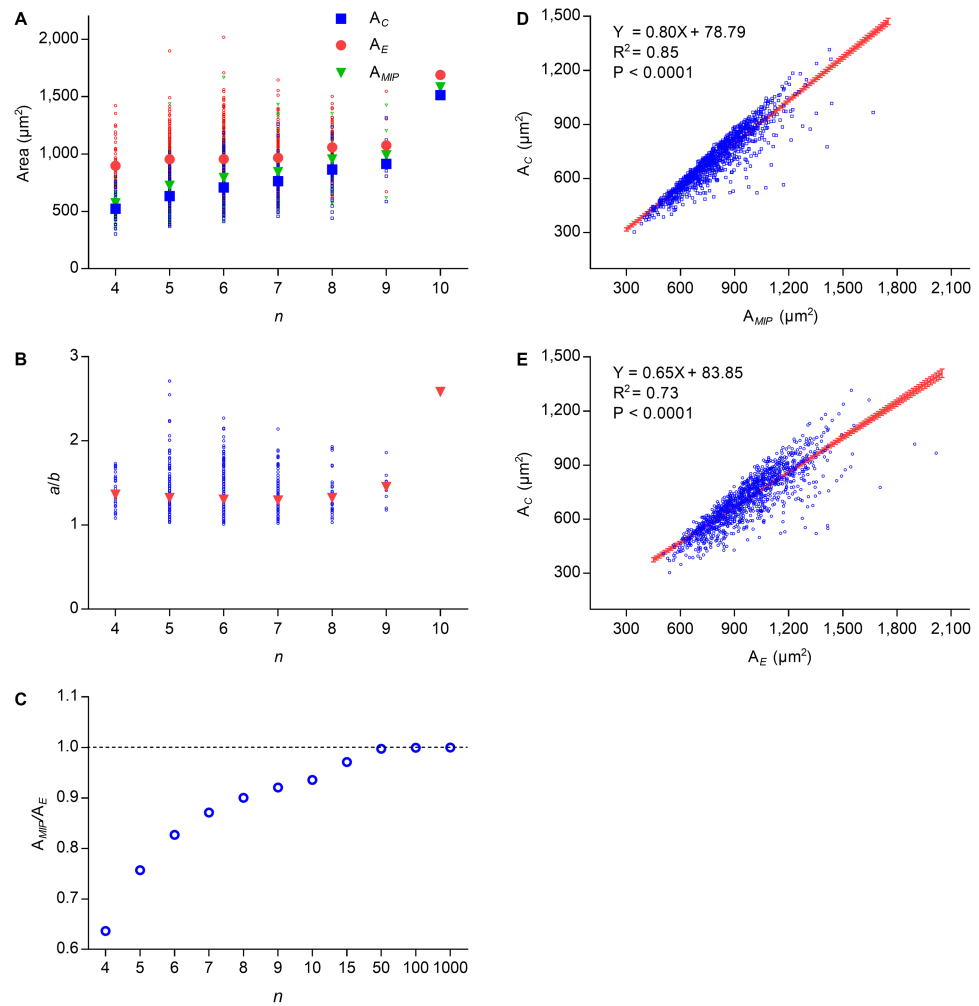 A
A_C
A_E
A_MIP
Area (µm²)
2,000
1,500
1,000
500
0
4 5 6 7 8 9 10
n
B
a/b
3
2
1
0
4 5 6 7 8 9 10
n
C
A_MIP/A_E
1.1
1.0
0.9
0.8
0.7
0.6
4 5 6 7 8 9 10 15 50 100 1000
n
D
Y = 0.80X + 78.79
R² = 0.85
P < 0.0001
A_C (µm²)
1,500
1,200
900
600
300
300 600 900 1,200 1,500 1,800 2,100
A_MIP (µm²)
E
Y = 0.65X + 83.85
R² = 0.73
P < 0.0001
A_C (µm²)
1,500
1,200
900
600
300
300 600 900 1,200 1,500 1,800 2,100
A_E (µm²)